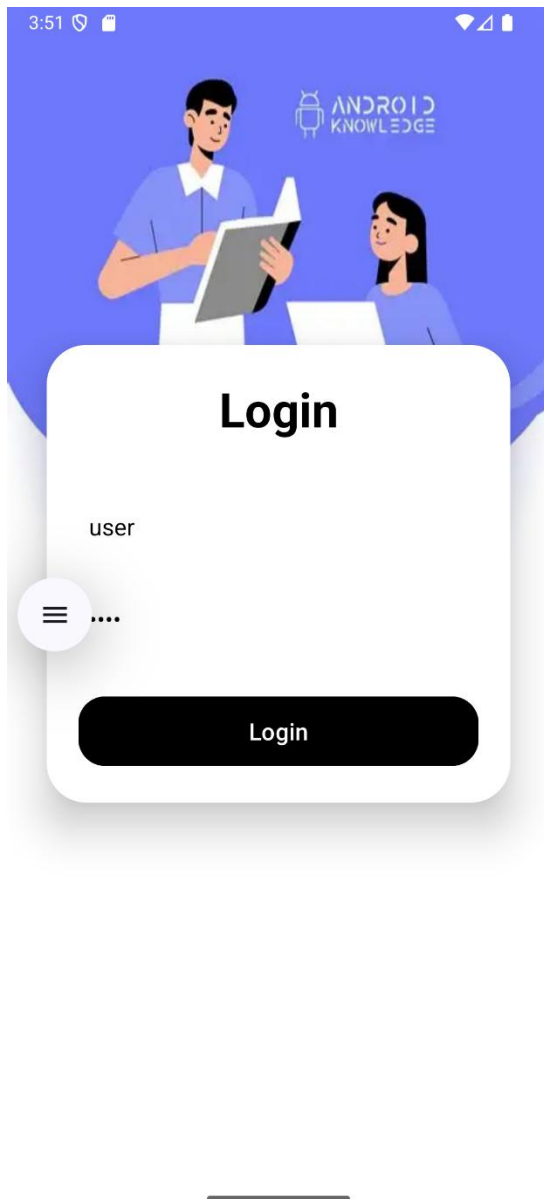 3:51
ANDROID
KNOWLEDGE
Login
user
••••
Login